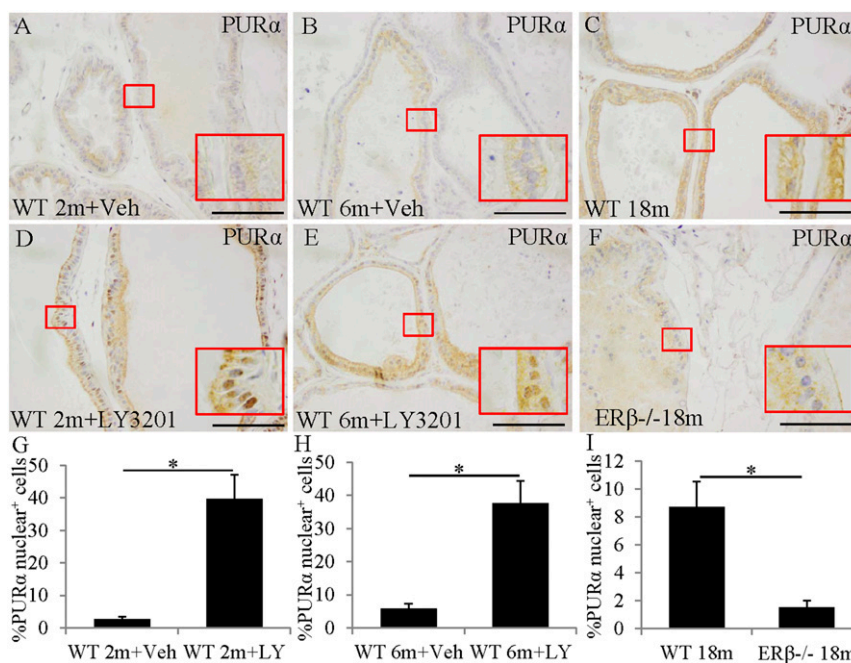 A PURα
B PURα
C PURα
WT 2m+Veh
WT 6m+Veh
WT 18m
D PURα
E PURα
F PURα
WT 2m+LY3201
WT 6m+LY3201
ERβ-/-18m
G
%PURα nuclear+ cells
50
40
30
20
10
0
*
WT 2m+Veh WT 2m+LY
H
%PURα nuclear+ cells
50
40
30
20
10
0
*
WT 6m+Veh WT 6m+LY
I
%PURα nuclear+ cells
12
10
8
6
4
2
0
*
WT 18m ERβ-/- 18m